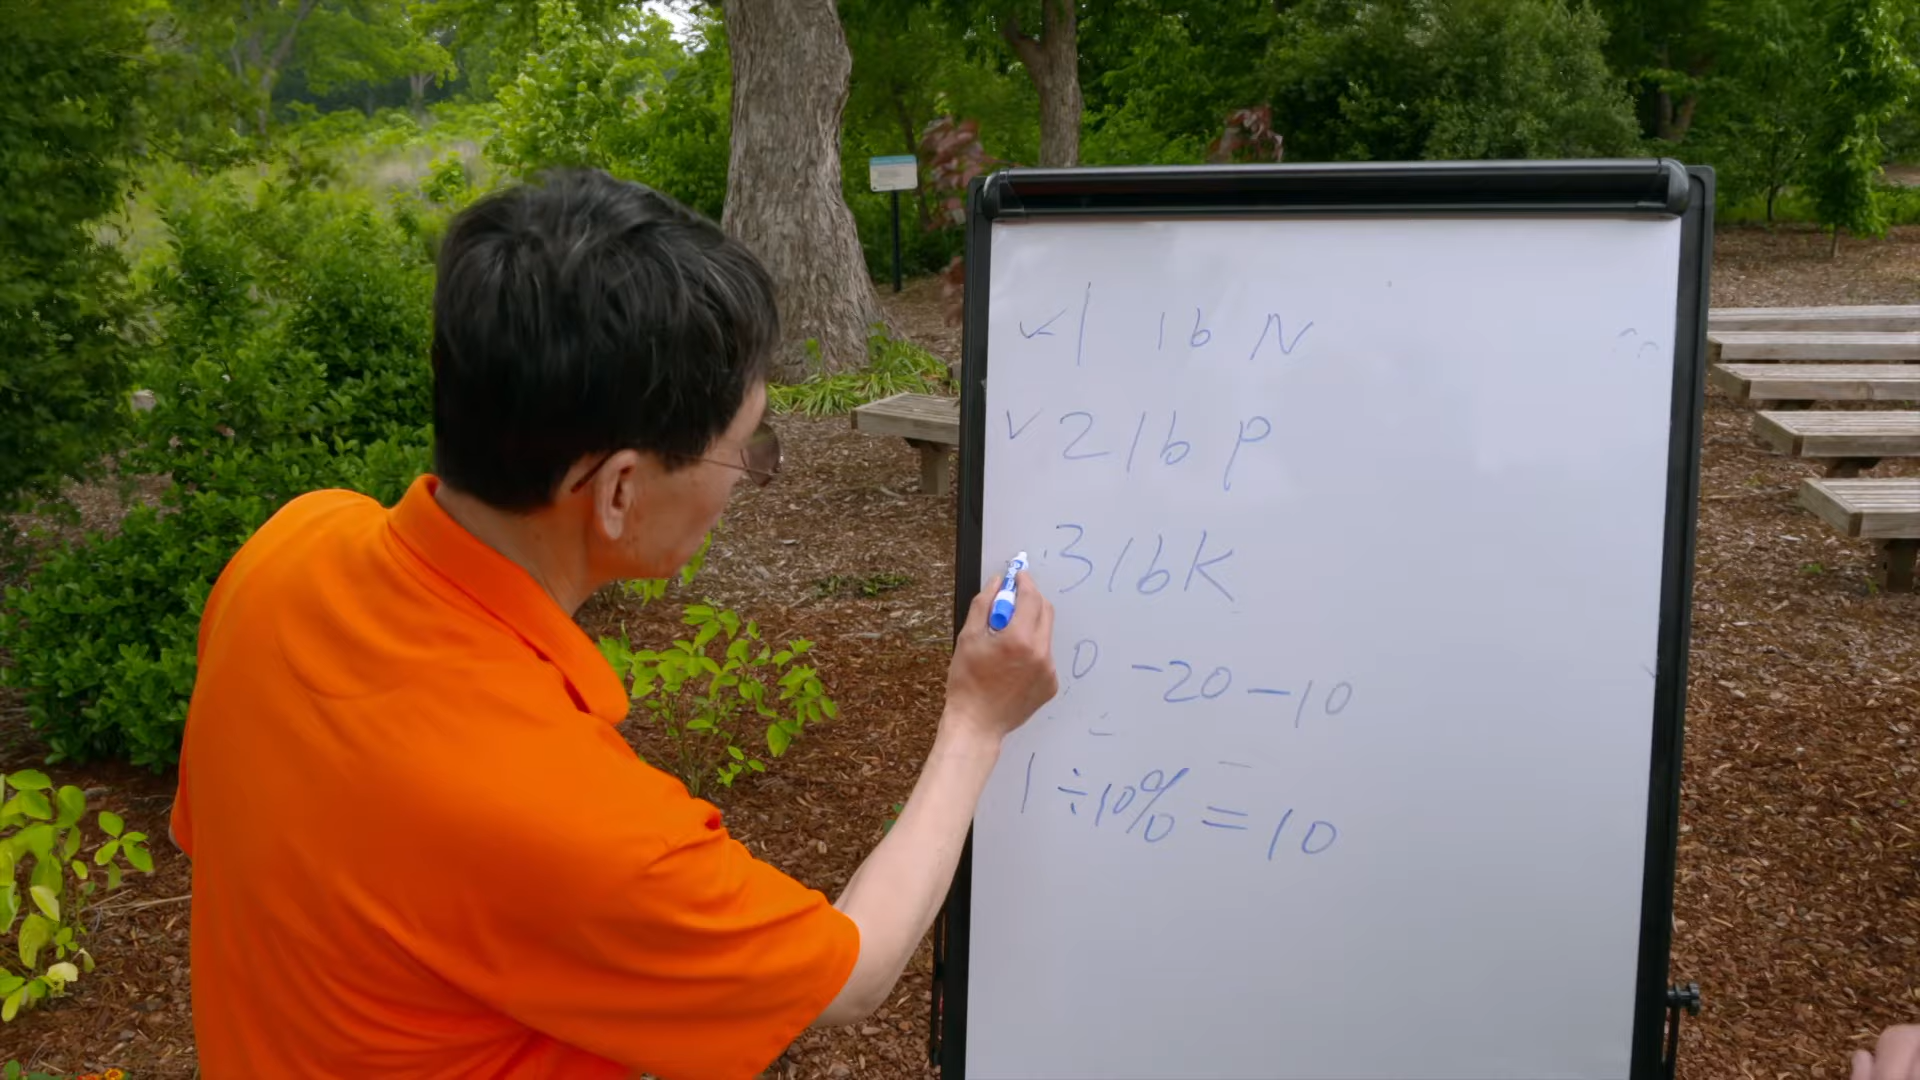 ✓ 1 lb N
✓ 2 lb P
3 lb K
0 - 20 - 10
1 ÷ 10% = 10